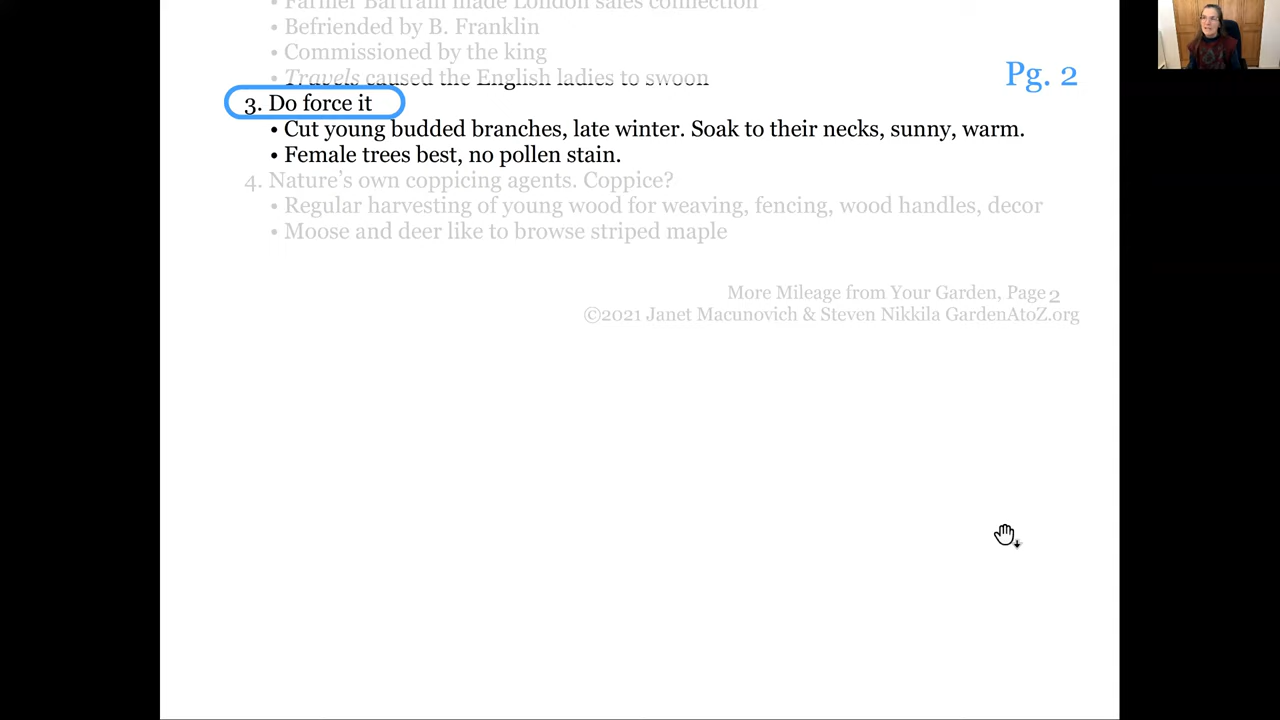 • Farmer Bartram made London sales connection
• Befriended by B. Franklin
• Commissioned by the king
• Travels caused the English ladies to swoon
Pg. 2
3. Do force it
• Cut young budded branches, late winter. Soak to their necks, sunny, warm.
• Female trees best, no pollen stain.
4. Nature’s own coppicing agents. Coppice?
• Regular harvesting of young wood for weaving, fencing, wood handles, decor
• Moose and deer like to browse striped maple
More Mileage from Your Garden, Page 2
©2021 Janet Macunovich & Steven Nikkila GardenAtoZ.org